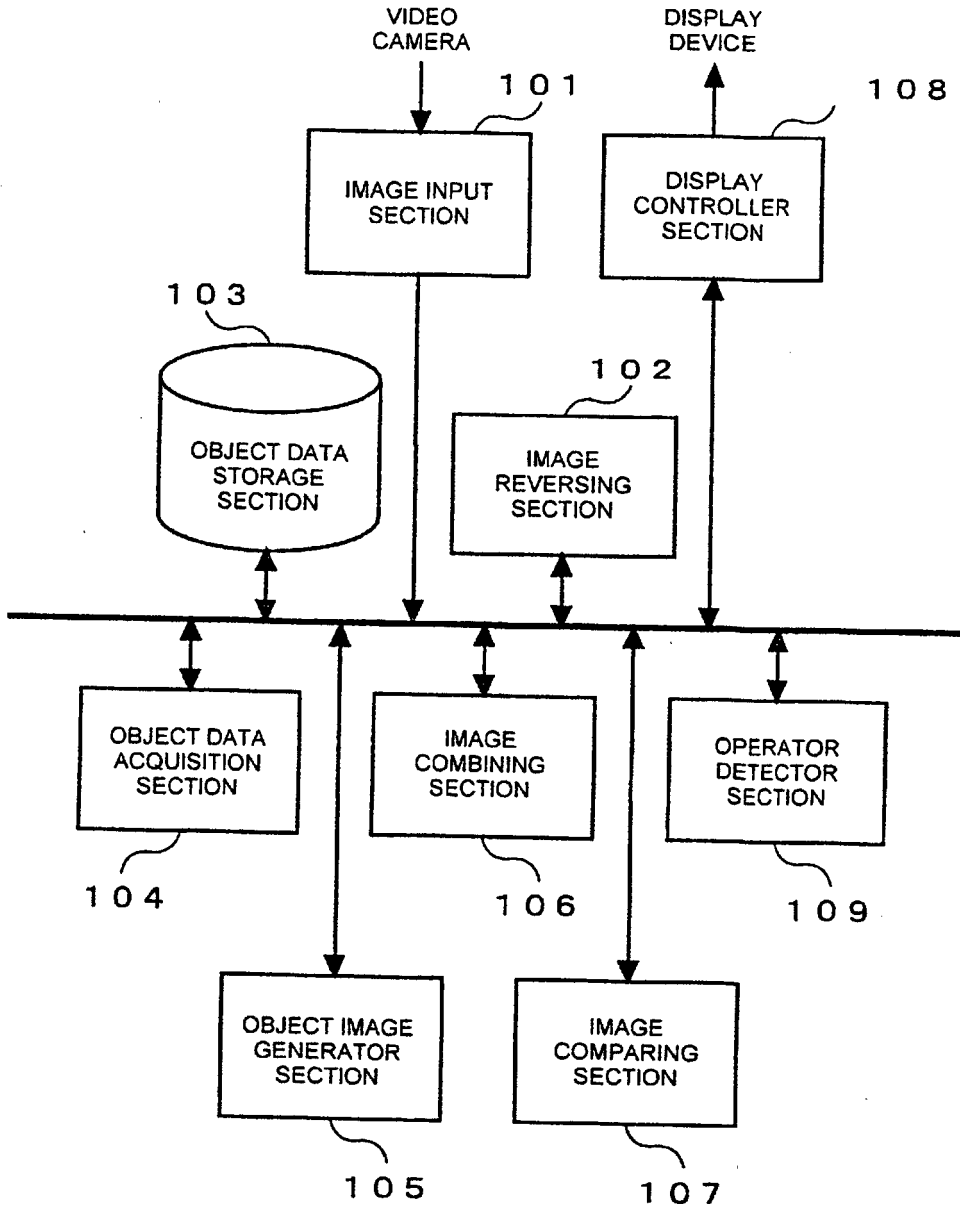 VIDEO
CAMERA
DISPLAY
DEVICE
101
108
IMAGE INPUT
SECTION
DISPLAY
CONTROLLER
SECTION
103
102
OBJECT DATA
STORAGE
SECTION
IMAGE
REVERSING
SECTION
OBJECT DATA
ACQUISITION
SECTION
IMAGE
COMBINING
SECTION
OPERATOR
DETECTOR
SECTION
104
106
109
OBJECT IMAGE
GENERATOR
SECTION
IMAGE
COMPARING
SECTION
105
107